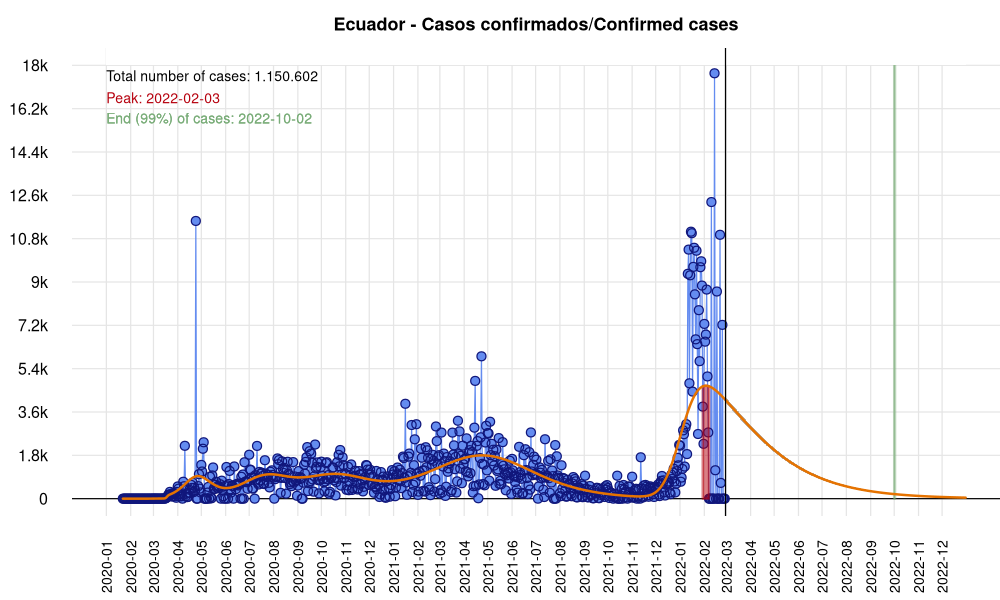 Ecuador - Casos confirmados/Confirmed cases
18k
16.2k
14.4k
12.6k
10.8k
9k
7.2k
5.4k
3.6k
1.8k
0
Total number of cases: 1.150.602
Peak: 2022-02-03
End (99%) of cases: 2022-10-02
2020-01
2020-02
2020-03
2020-04
2020-05
2020-06
2020-07
2020-08
2020-09
2020-10
2020-11
2020-12
2021-01
2021-02
2021-03
2021-04
2021-05
2021-06
2021-07
2021-08
2021-09
2021-10
2021-11
2021-12
2022-01
2022-02
2022-03
2022-04
2022-05
2022-06
2022-07
2022-08
2022-09
2022-10
2022-11
2022-12